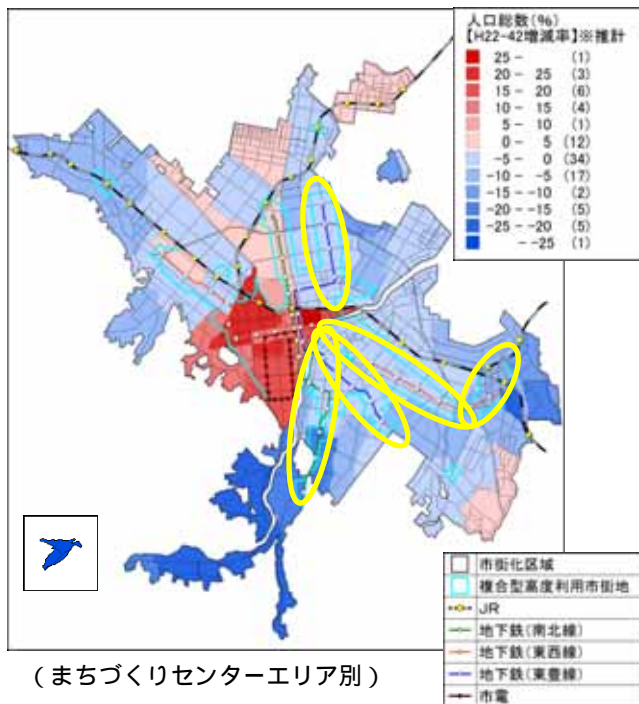 人口総数(%)
【H22-42増減率】※推計
25 - (1)
20 - 25 (3)
15 - 20 (6)
10 - 15 (4)
5 - 10 (1)
0 - 5 (12)
-5 - 0 (34)
-10 - -5 (17)
-15 - -10 (2)
-20 - -15 (5)
-25 - -20 (5)
- -25 (1)
市街化区域
複合型高度利用市街地
JR
地下鉄(南北線)
地下鉄(東西線)
地下鉄(東豊線)
市電
(まちづくりセンターエリア別)